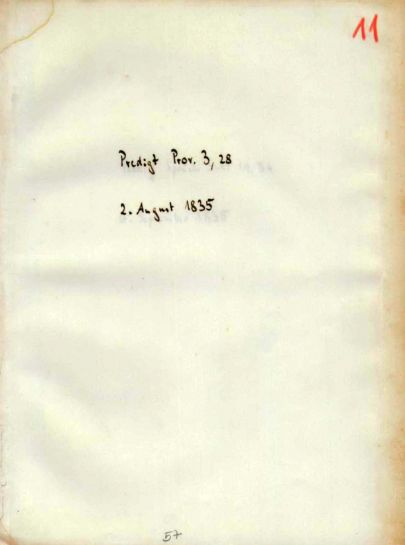 11
Predigt Prov. 3, 28
2. August 1835
57